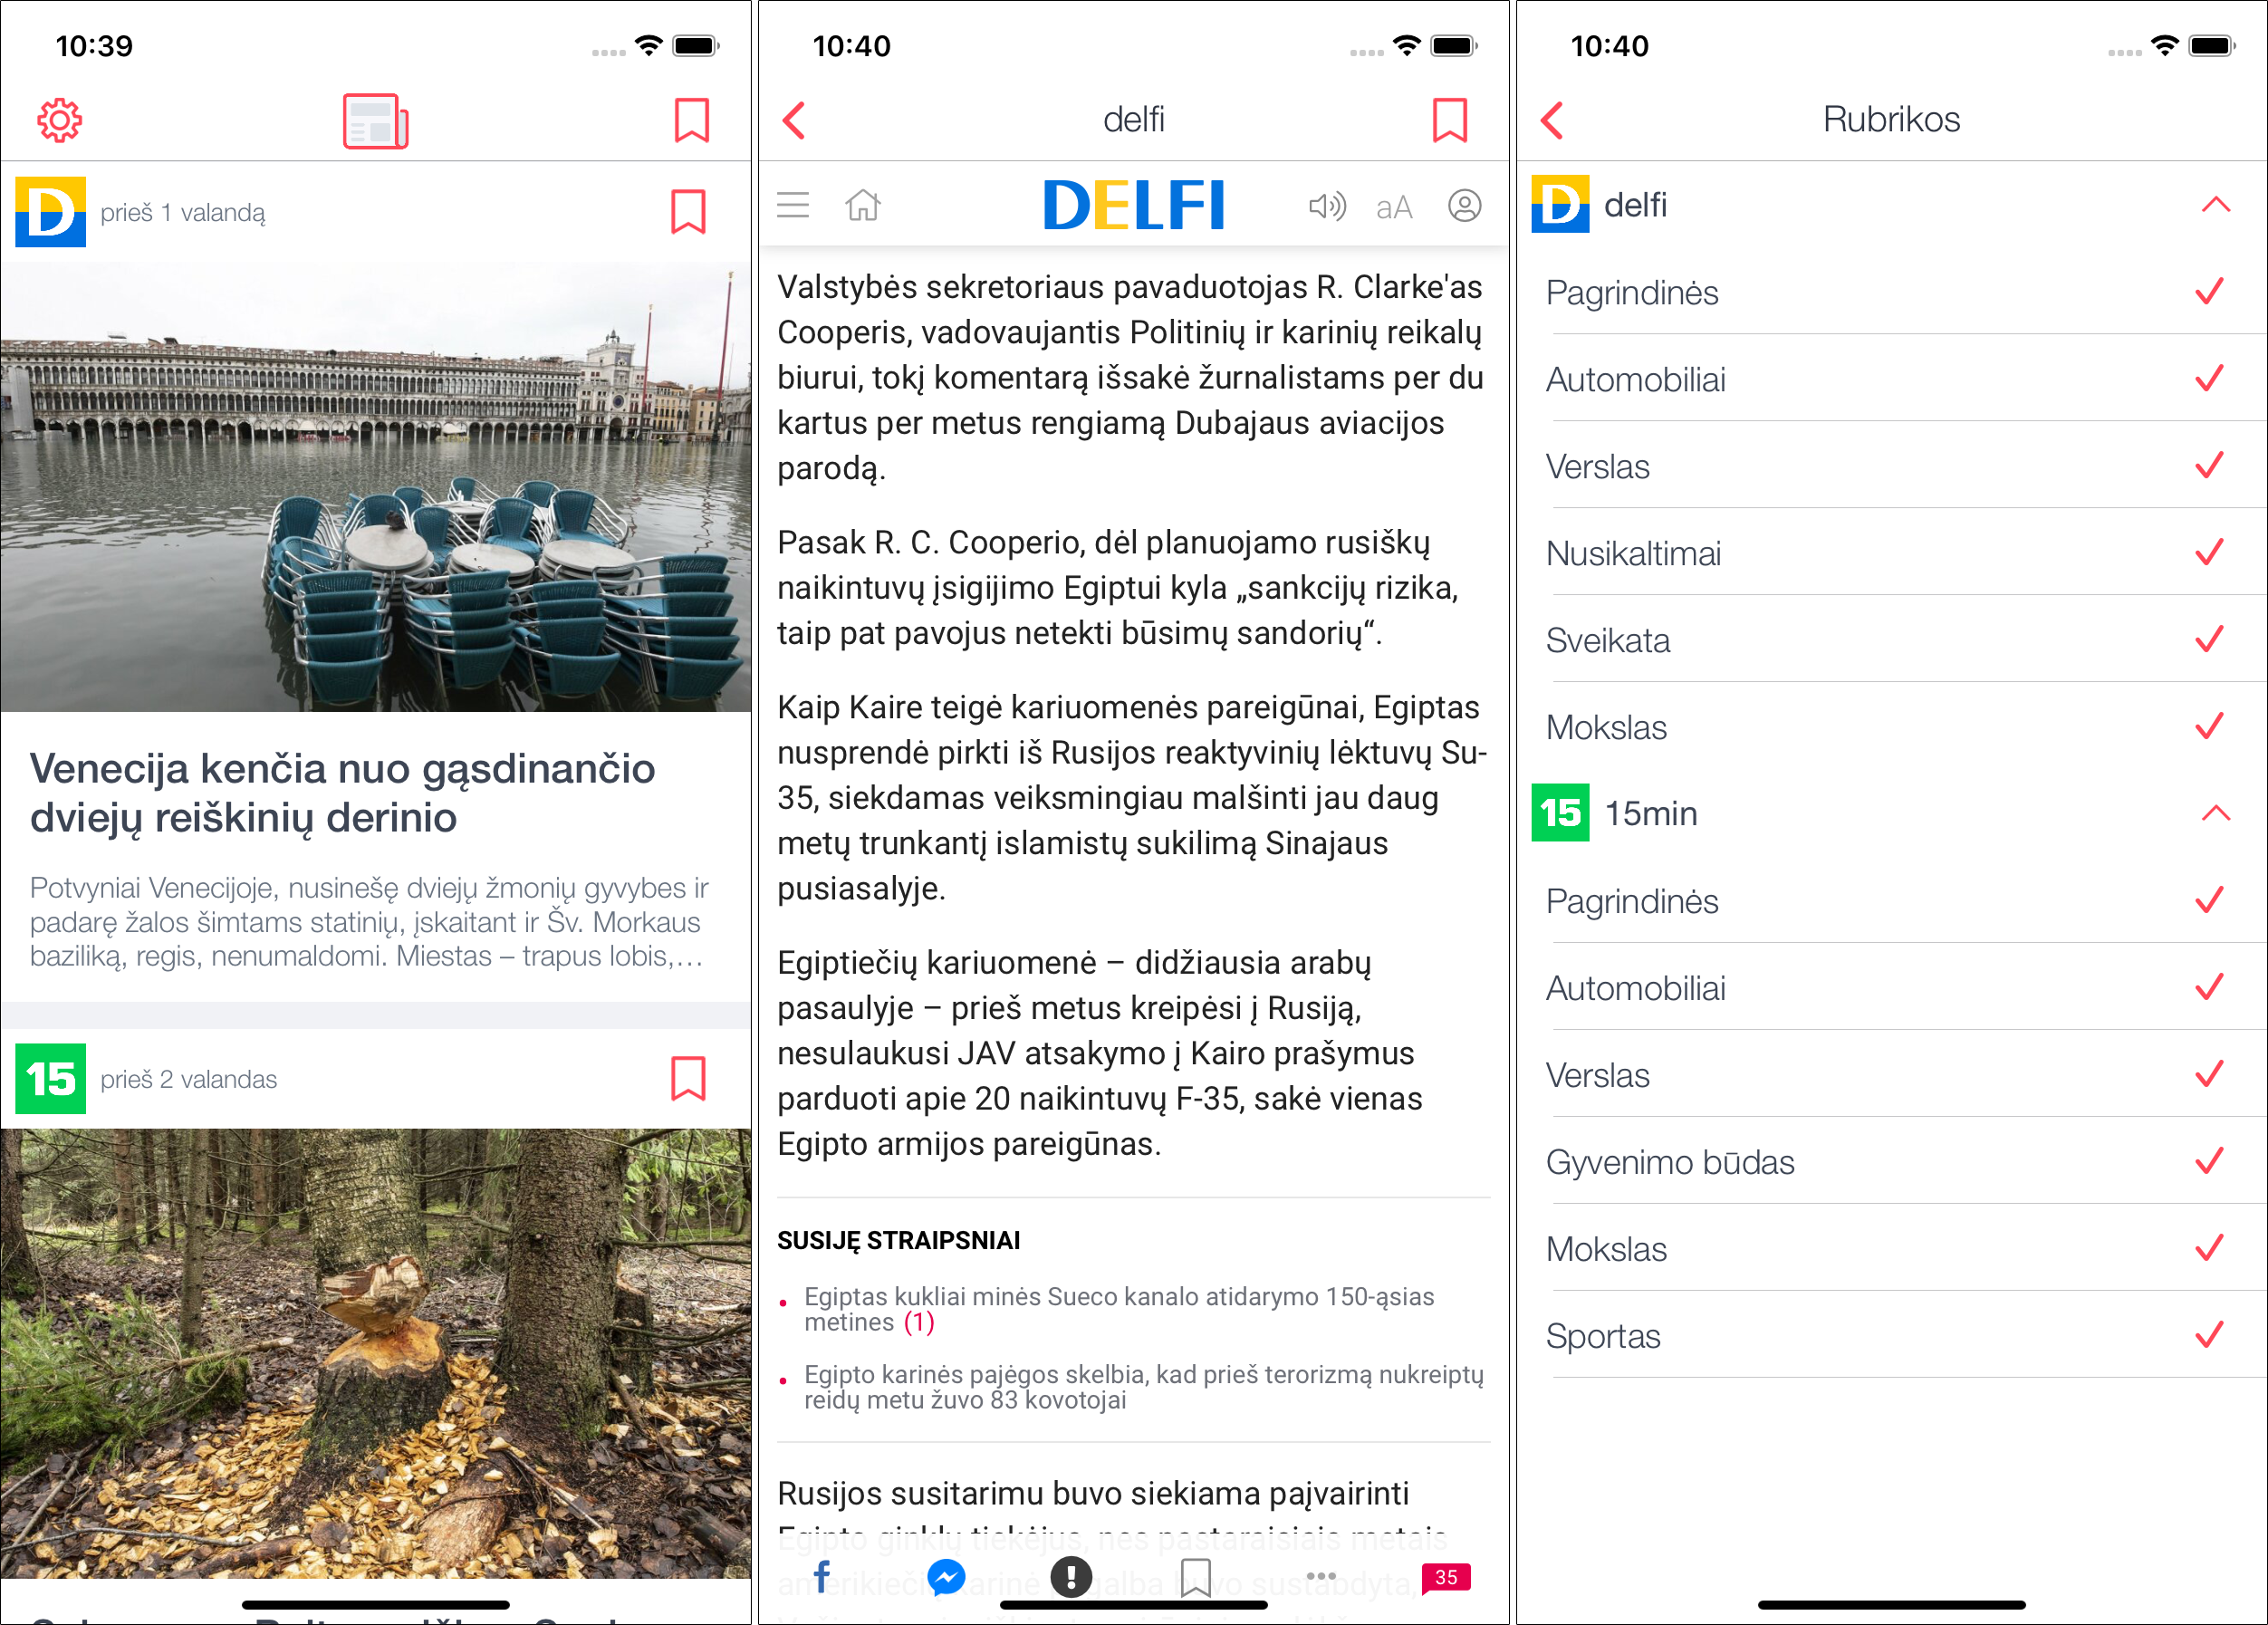 10:39
D
prieš 1 valandą
Venecija kenčia nuo gąsdinančio
dviejų reiškinių derinio
Potvyniai Venecijoje, nusinešę dviejų žmonių gyvybes ir
padarę žalos šimtams statinių, įskaitant ir Šv. Morkaus
baziliką, regis, nenumaldomi. Miestas – trapus lobis,...
15
prieš 2 valandas
10:40
delfi
DELFI
aA
Valstybės sekretoriaus pavaduotojas R. Clarke'as
Cooperis, vadovaujantis Politinių ir karinių reikalų
biurui, tokį komentarą išsakė žurnalistams per du
kartus per metus rengiamą Dubajaus aviacijos
parodą.
Pasak R. C. Cooperio, dėl planuojamo rusiškų
naikintuvų įsigijimo Egiptui kyla „sankcijų rizika,
taip pat pavojus netekti būsimų sandorių“.
Kaip Kaire teigė kariuomenės pareigūnai, Egiptas
nusprendė pirkti iš Rusijos reaktyvinių lėktuvų Su-
35, siekdamas veiksmingiau malšinti jau daug
metų trunkantį islamistų sukilimą Sinajaus
pusiasalyje.
Egiptiečių kariuomenė – didžiausia arabų
pasaulyje – prieš metus kreipėsi į Rusiją,
nesulaukusi JAV atsakymo į Kairo prašymus
parduoti apie 20 naikintuvų F-35, sakė vienas
Egipto armijos pareigūnas.
SUSIJĘ STRAIPSNIAI
Egiptas kukliai minės Sueco kanalo atidarymo 150-ąsias
metines (1)
Egipto karinės pajėgos skelbia, kad prieš terorizmą nukreiptų
reidų metu žuvo 83 kovotojai
Rusijos susitarimu buvo siekiama paįvairinti
Egipto ginklų tiekėjus, nes pastaraisiais metais
buvo sustabdyta,
35
10:40
Rubrikos
D delfi
Pagrindinės
Automobiliai
Verslas
Nusikaltimai
Sveikata
Mokslas
15 15min
Pagrindinės
Automobiliai
Verslas
Gyvenimo būdas
Mokslas
Sportas